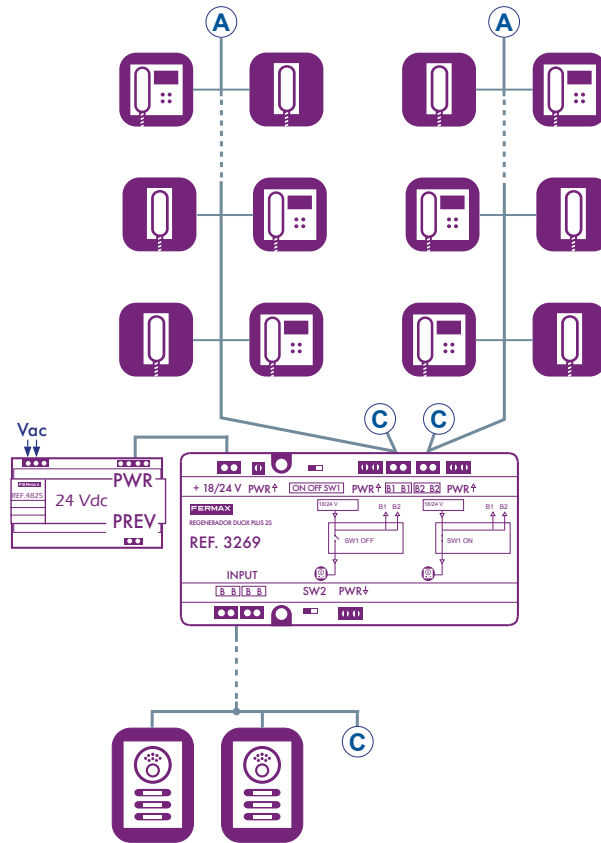 A A
C C
Vac
FERMAX
REF.4825
24 Vdc
PWR
PREV
+ 18/24 V PWR ON OFF SW1 PWR B1 B1 B2 B2 PWR
FERMAX
REGENERADOR DUOX PLUS 2S
REF. 3269
18/24 V B1 B2
SW1 OFF
18/24 V B1 B2
SW1 ON
INPUT
B B B B SW2 PWR
C